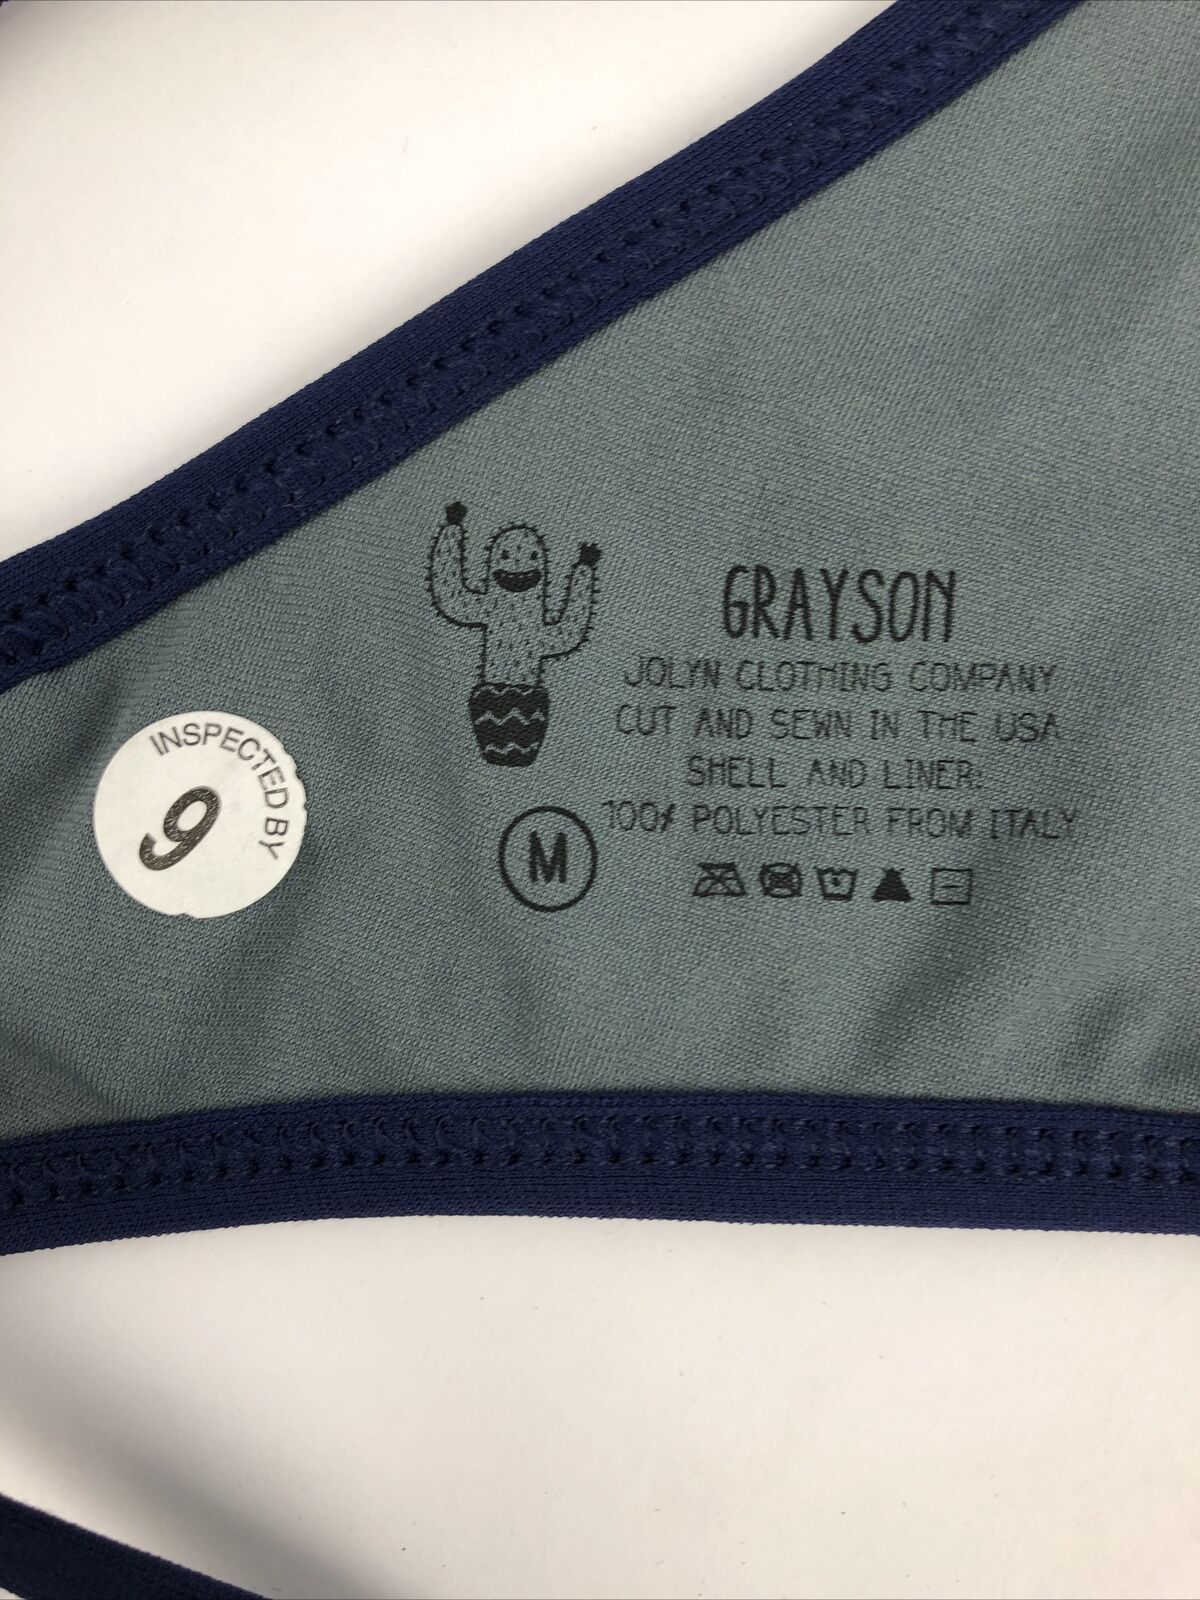 INSPECTED BY
9
GRAYSON
JOLYN CLOTHING COMPANY
CUT AND SEWN IN THE USA
SHELL AND LINER:
100% POLYESTER FROM ITALY
M